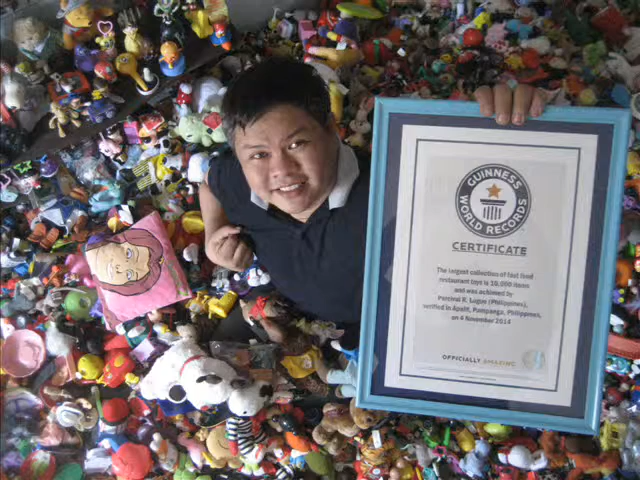 GUINNESS
WORLD RECORDS
CERTIFICATE
The largest collection of fast food
restaurant toys is 10,000 items
and was achieved by
Percival R. Lugue (Philippines),
verified in Apalit, Pampanga, Philippines,
on 4 November 2014
OFFICIALLY AMAZING